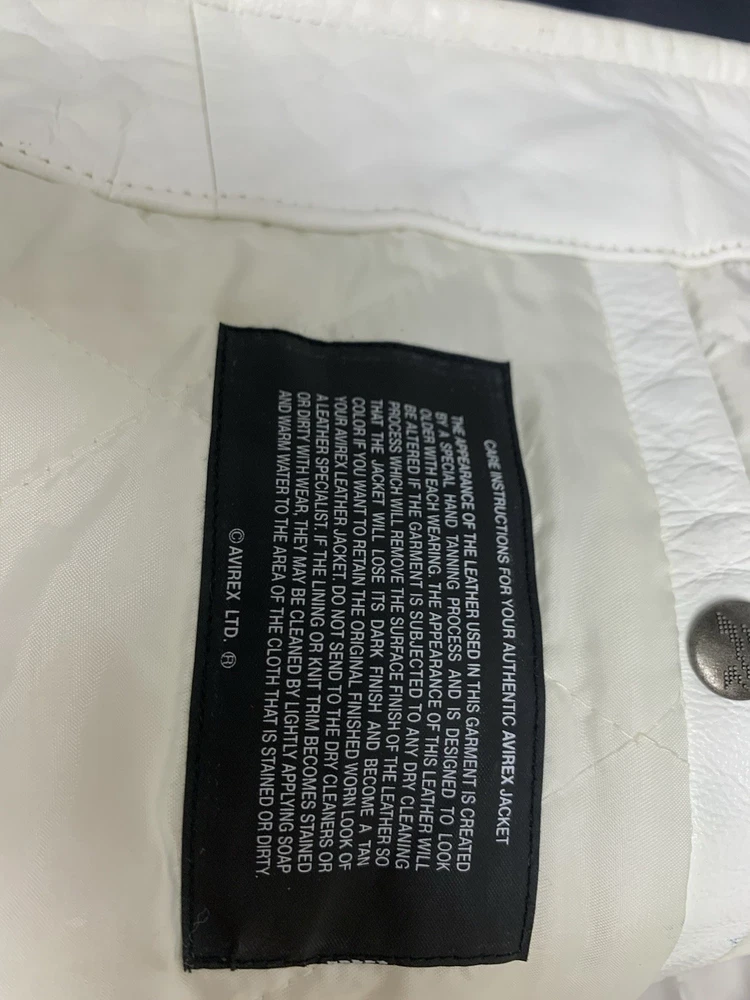 CARE INSTRUCTIONS FOR YOUR AUTHENTIC AVIREX JACKET
THE APPEARANCE OF THE LEATHER USED IN THIS GARMENT IS CREATED
BY A SPECIAL HAND TANNING PROCESS AND IS DESIGNED TO LOOK
OLDER WITH EACH WEARING. THE APPEARANCE OF THIS LEATHER WILL
BE ALTERED IF THE GARMENT IS SUBJECTED TO ANY DRY CLEANING
PROCESS WHICH WILL REMOVE THE SURFACE FINISH OF THE LEATHER SO
THAT THE JACKET WILL LOSE ITS DARK FINISH AND BECOME A TAN
COLOR IF YOU WANT TO RETAIN THE ORIGINAL FINISHED WORN LOOK OF
YOUR AVIREX LEATHER JACKET. DO NOT SEND TO THE DRY CLEANERS OR
A LEATHER SPECIALIST. IF THE LINING OR KNIT TRIM BECOMES STAINED
OR DIRTY WITH WEAR, THEY MAY BE CLEANED BY LIGHTLY APPLYING SOAP
AND WARM WATER TO THE AREA OF THE CLOTH THAT IS STAINED OR DIRTY.
© AVIREX LTD. ®